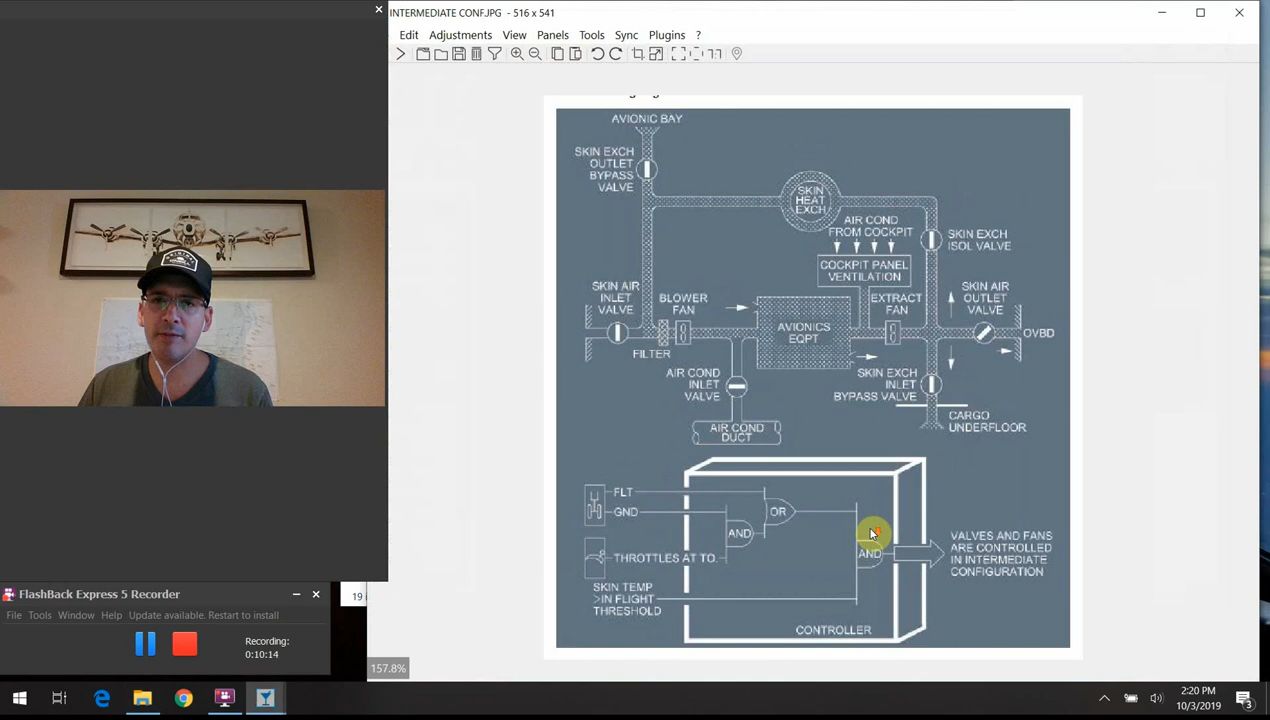 INTERMEDIATE CONF.JPG - 516 x 541
Edit Adjustments View Panels Tools Sync Plugins ?
AVIONIC BAY
SKIN EXCH
OUTLET
BYPASS
VALVE
SKIN
HEAT
EXCH
AIR COND
FROM COCKPIT
SKIN EXCH
ISOL VALVE
COCKPIT PANEL
VENTILATION
SKIN AIR
INLET
VALVE
BLOWER
FAN
EXTRACT
FAN
SKIN AIR
OUTLET
VALVE
AVIONICS
EQPT
OVBD
FILTER
AIR COND
INLET
VALVE
SKIN EXCH
INLET
BYPASS VALVE
CARGO
UNDERFLOOR
AIR COND
DUCT
FLT
GND
OR
AND
AND
THROTTLES AT TO.
SKIN TEMP
>IN FLIGHT
THRESHOLD
VALVES AND FANS
ARE CONTROLLED
IN INTERMEDIATE
CONFIGURATION
CONTROLLER
FlashBack Express 5 Recorder
File Tools Window Help Update available. Restart to install
Recording:
0:10:14
19
157.8%
2:20 PM
10/3/2019
3